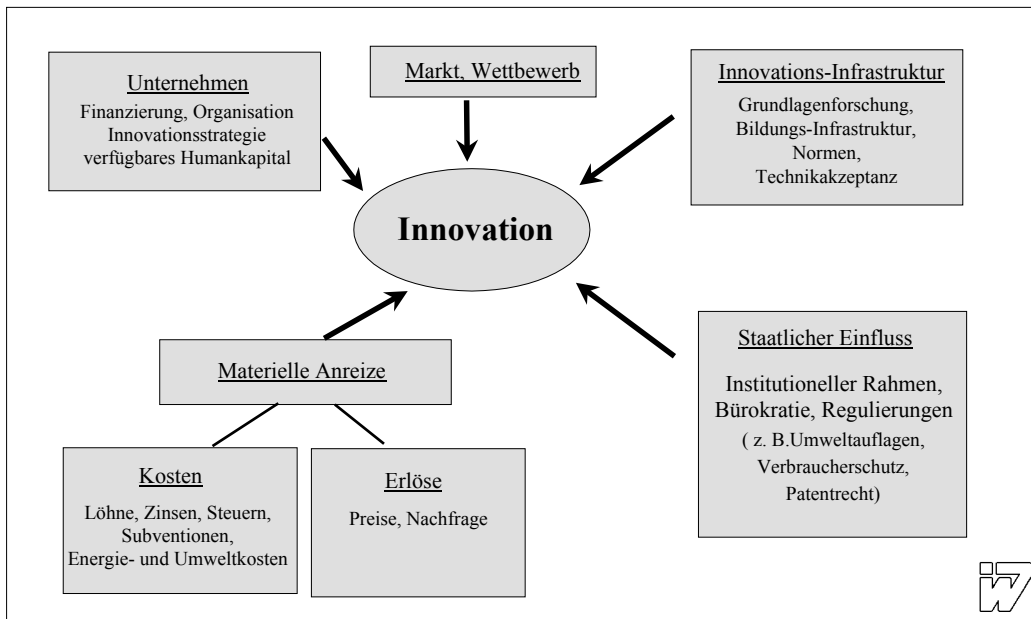 Unternehmen
Finanzierung, Organisation
Innovationsstrategie
verfügbares Humankapital
Markt, Wettbewerb
Innovations-Infrastruktur
Grundlagenforschung,
Bildungs-Infrastruktur,
Normen,
Technikakzeptanz
Innovation
Materielle Anreize
Kosten
Löhne, Zinsen, Steuern,
Subventionen,
Energie- und Umweltkosten
Erlöse
Preise, Nachfrage
Staatlicher Einfluss
Institutioneller Rahmen,
Bürokratie, Regulierungen
( z. B.Umweltauflagen,
Verbraucherschutz,
Patentrecht)